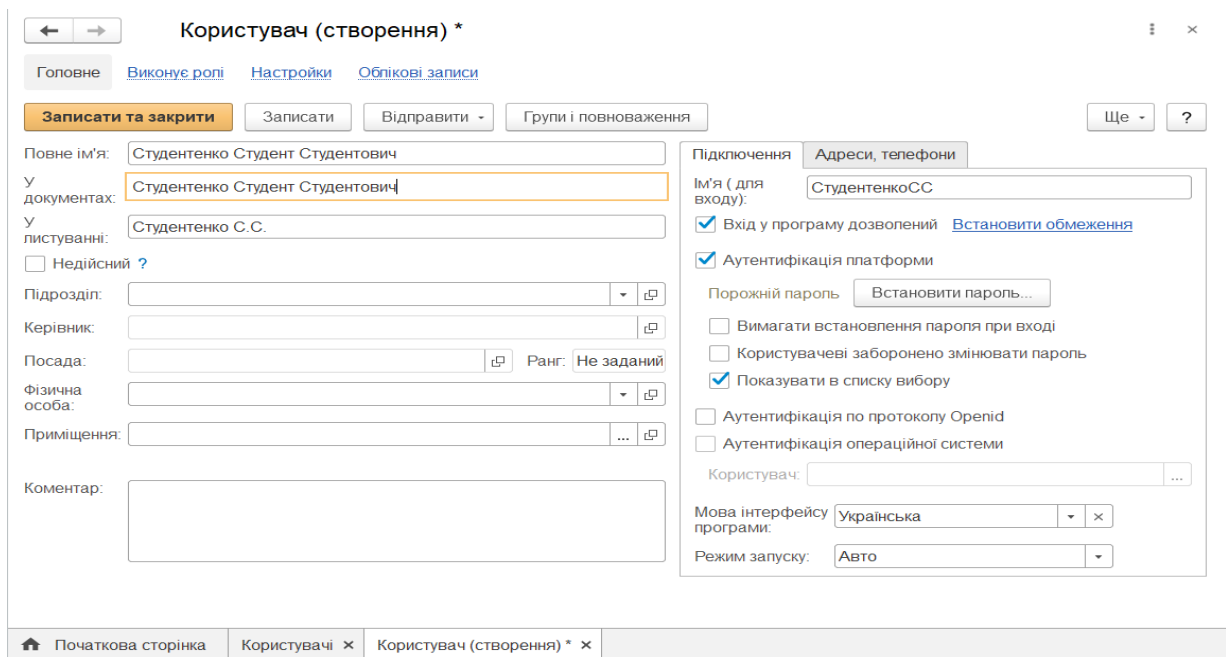 Користувач (створення) *
Головне Виконує ролі Настройки Облікові записи
Записати та закрити Записати Відправити Групи і повноваження Ще ?
Повне ім'я: Студентенко Студент Студентович
У документах: Студентенко Студент Студентович
У листуванні: Студентенко С.С.
Недійсний ?
Підрозділ:
Керівник:
Посада: Ранг: Не заданий
Фізична особа:
Приміщення: ...
Коментар:
Підключення Адреси, телефони
Ім'я ( для входу): СтудентенкоСС
Вхід у програму дозволений Встановити обмеження
Аутентифікація платформи
Порожній пароль Встановити пароль...
Вимагати встановлення пароля при вході
Користувачеві заборонено змінювати пароль
Показувати в списку вибору
Аутентифікація по протоколу Openid
Аутентифікація операційної системи
Користувач: ...
Мова інтерфейсу програми: Українська
Режим запуску: Авто
Початкова сторінка Користувачі Користувач (створення) *